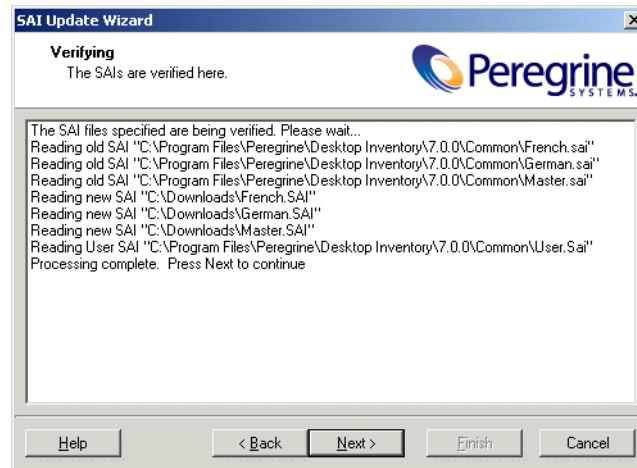 SAI Update Wizard
Verifying
The SAIs are verified here.
Peregrine
SYSTEMS
The SAI files specified are being verified. Please wait...
Reading old SAI "C:\Program Files\Peregrine\Desktop Inventory\7.0.0\Common\French.sai"
Reading old SAI "C:\Program Files\Peregrine\Desktop Inventory\7.0.0\Common\German.sai"
Reading old SAI "C:\Program Files\Peregrine\Desktop Inventory\7.0.0\Common\Master.sai"
Reading new SAI "C:\Downloads\French.SAI"
Reading new SAI "C:\Downloads\German.SAI"
Reading new SAI "C:\Downloads\Master.SAI"
Reading User SAI "C:\Program Files\Peregrine\Desktop Inventory\7.0.0\Common\User.Sai"
Processing complete.  Press Next to continue
Help < Back Next > Finish Cancel